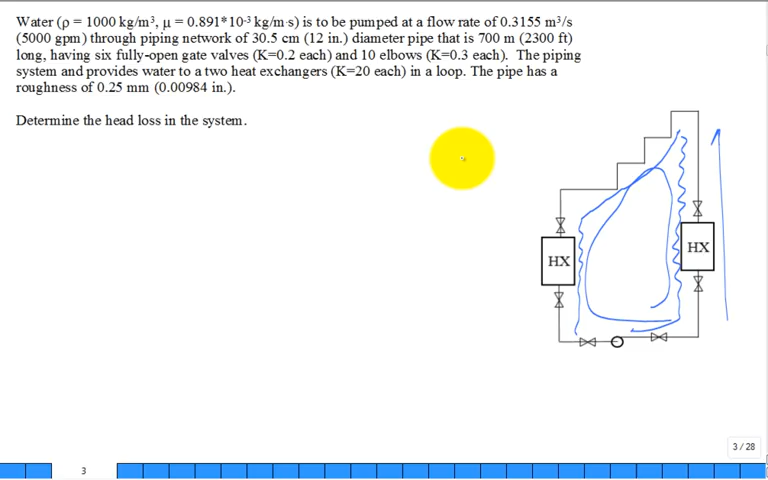 Water (ρ = 1000 kg/m³, μ = 0.891*10⁻³ kg/m·s) is to be pumped at a flow rate of 0.3155 m³/s
(5000 gpm) through piping network of 30.5 cm (12 in.) diameter pipe that is 700 m (2300 ft)
long, having six fully-open gate valves (K=0.2 each) and 10 elbows (K=0.3 each). The piping
system and provides water to a two heat exchangers (K=20 each) in a loop. The pipe has a
roughness of 0.25 mm (0.00984 in.).
Determine the head loss in the system.
HX
HX
3 / 28
3